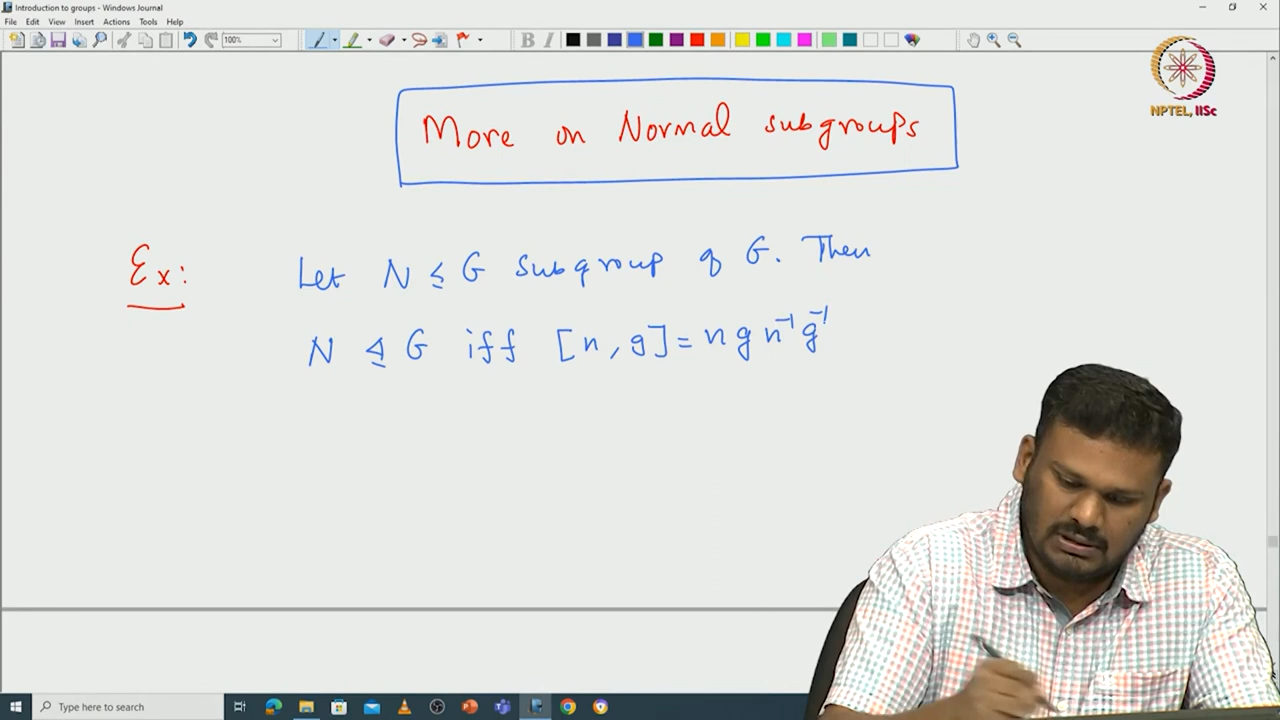 Introduction to groups - Windows Journal
File Edit View Insert Actions Tools Help
100%
B I
NPTEL, IISc
More on Normal subgroups
Ex: Let N ≤ G subgroup of G. Then
N ⊴ G iff [n, g] = n g n⁻¹ g⁻¹
Type here to search